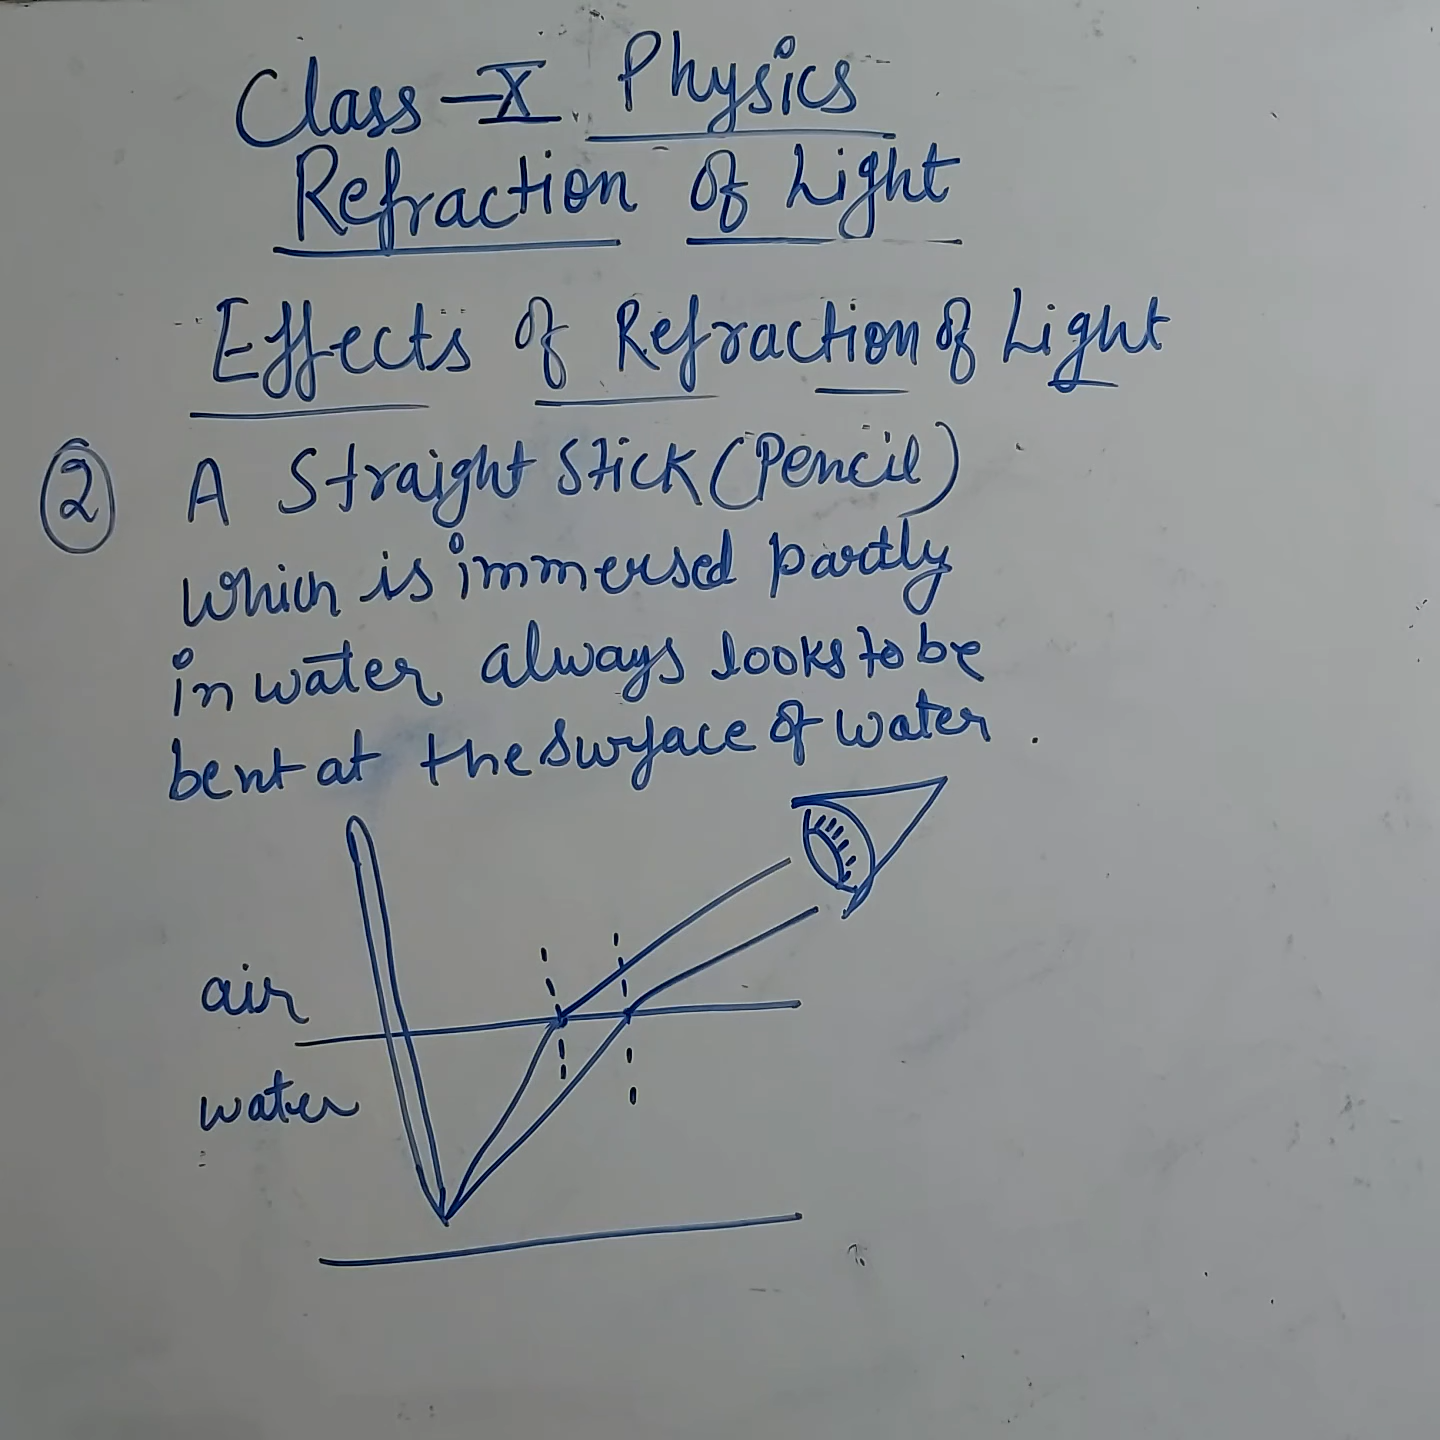 Class - X Physics
Refraction of Light
Effects of Refraction of Light
2 A Straight Stick (Pencil)
which is immersed partly
in water always looks to be
bent at the surface of water.
air
water